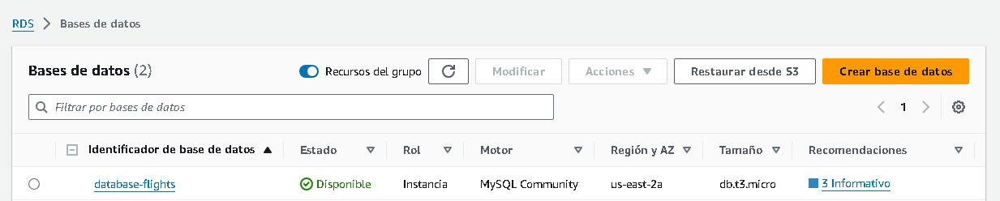 RDS > Bases de datos
Bases de datos (2) Recursos del grupo Modificar Acciones Restaurar desde S3 Crear base de datos
Filtrar por bases de datos 1
Identificador de base de datos Estado Rol Motor Región y AZ Tamaño Recomendaciones
database-flights Disponible Instancia MySQL Community us-east-2a db.t3.micro 3 Informativo